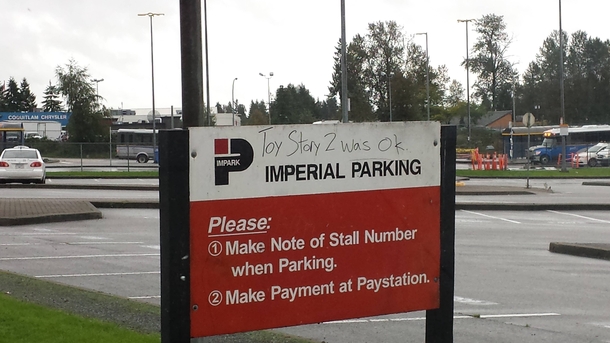 COQUITLAM CHRYSLER
Toy Story 2 was ok.
IMPARK
IMPERIAL PARKING
Please:
① Make Note of Stall Number
when Parking.
② Make Payment at Paystation.